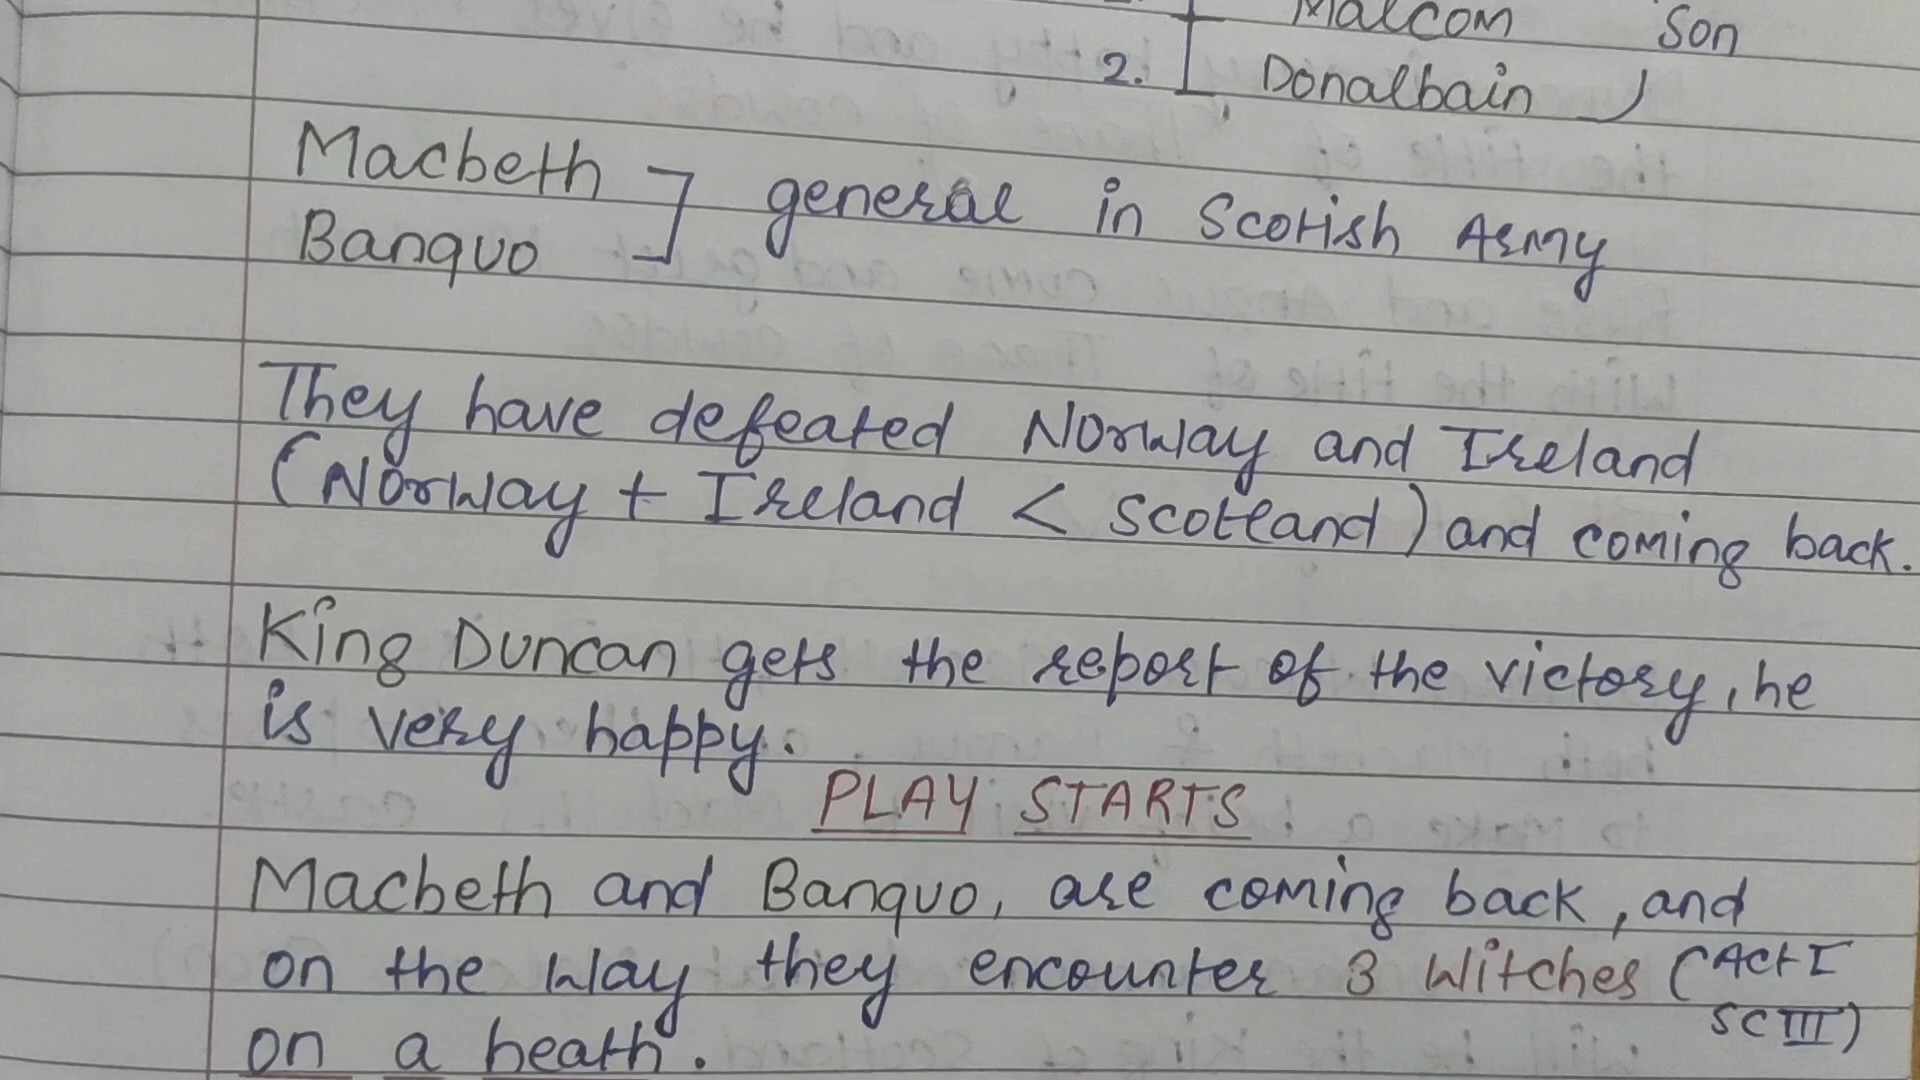 Malcom Son
2. Donalbain
Macbeth
Banquo
general in Scotish Army
They have defeated Norway and Ireland
(Norway + Ireland < Scotland) and coming back.
King Duncan gets the report of the victory, he
is very happy.
PLAY STARTS
Macbeth and Banquo, are coming back, and
on the way they encounter 3 witches (Act I
SC III)
on a heath.